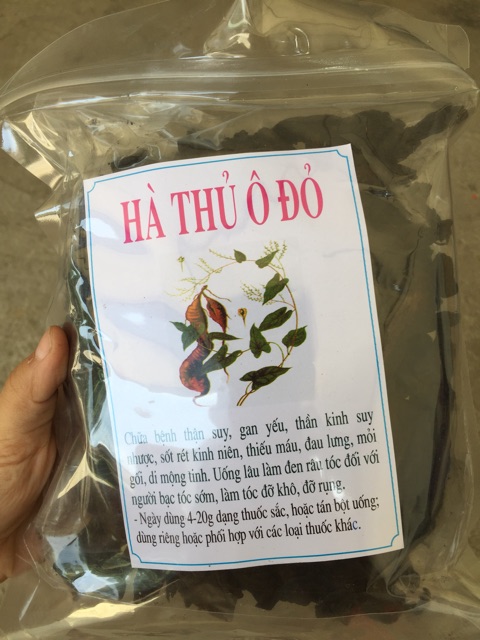 HÀ THỦ Ô ĐỎ
Chữa bệnh thận suy, gan yếu, thần kinh suy
nhược, sốt rét kinh niên, thiếu máu, đau lưng, mỏi
gối, di mộng tinh. Uống lâu làm đen râu tóc đối với
người bạc tóc sớm, làm tóc đỡ khô, đỡ rụng.
- Ngày dùng 4-20g dạng thuốc sắc, hoặc tán bột uống;
dùng riêng hoặc phối hợp với các loại thuốc khác.